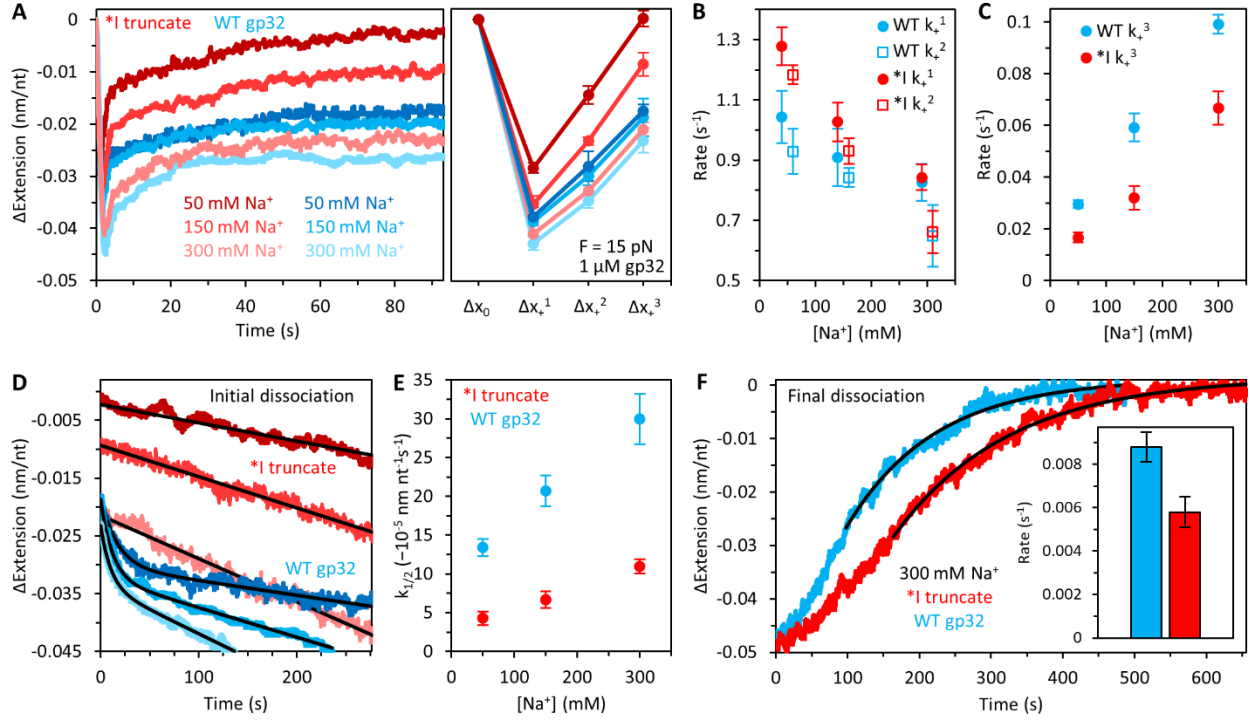 A
*I truncate WT gp32
0
-0.01
-0.02
-0.03
-0.04
-0.05
ΔExtension (nm/nt)
50 mM Na⁺ 50 mM Na⁺
150 mM Na⁺ 150 mM Na⁺
300 mM Na⁺ 300 mM Na⁺
0 20 40 60 80
Time (s)
F = 15 pN
1 μM gp32
Δx₀ Δx₊¹ Δx₊² Δx₊³
B
1.3
1.1
0.9
0.7
0.5
Rate (s⁻¹)
WT k₊¹
WT k₊²
*I k₊¹
*I k₊²
0 100 200 300 400
[Na⁺] (mM)
C
0.1
0.08
0.06
0.04
0.02
0
Rate (s⁻¹)
WT k₊³
*I k₊³
0 100 200 300
[Na⁺] (mM)
D
Initial dissociation
-0.005
-0.015
-0.025
-0.035
-0.045
ΔExtension (nm/nt)
*I truncate
WT gp32
0 100 200
Time (s)
E
35
30
25
20
15
10
5
0
k₁/₂ (−10⁻⁵ nm nt⁻¹s⁻¹)
*I truncate
WT gp32
0 100 200 300
[Na⁺] (mM)
F
Final dissociation
0
-0.01
-0.02
-0.03
-0.04
-0.05
ΔExtension (nm/nt)
300 mM Na⁺
*I truncate
WT gp32
0.008
0.006
0.004
0.002
0
Rate (s⁻¹)
0 100 200 300 400 500 600
Time (s)